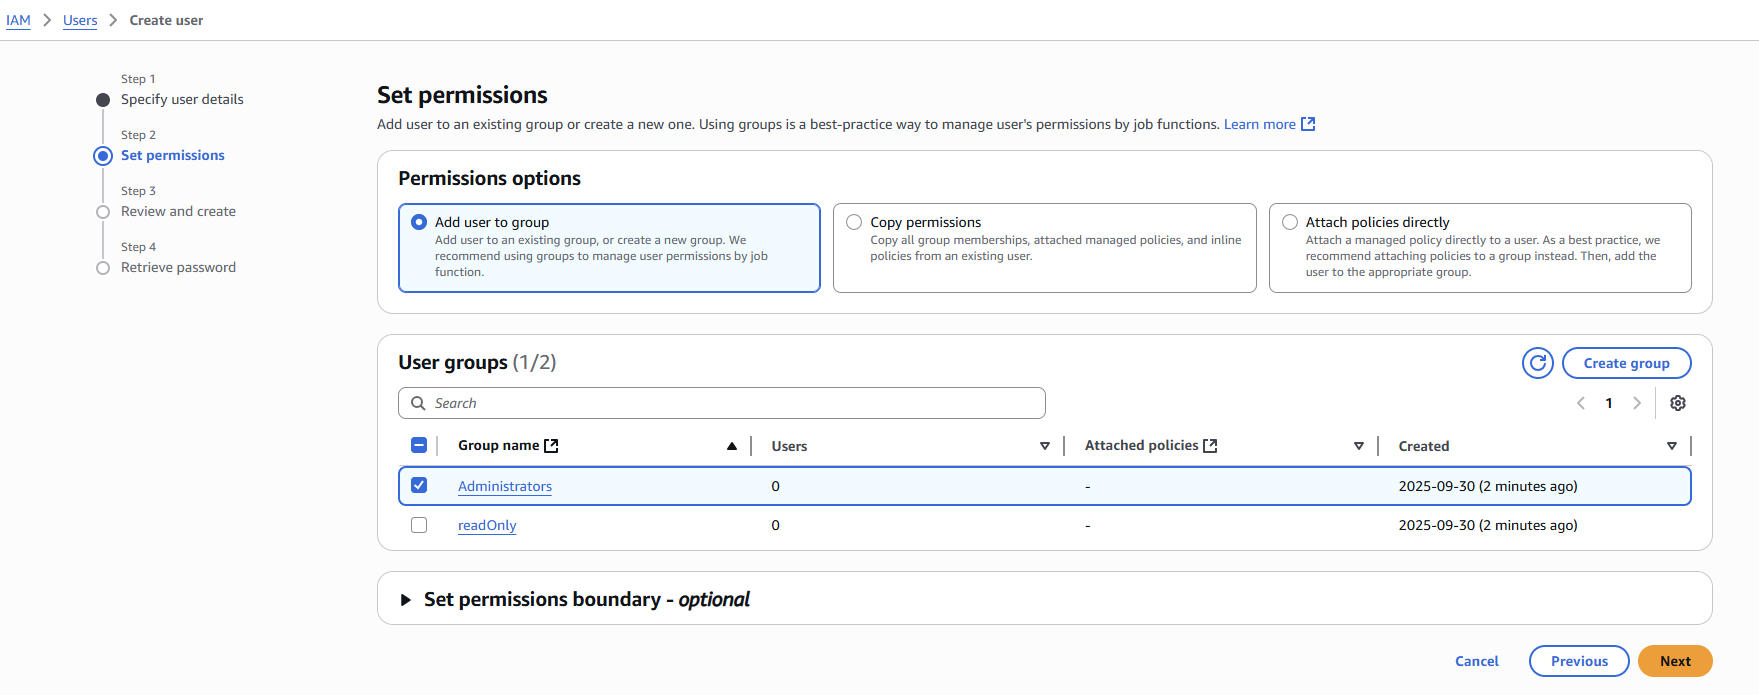 IAM > Users > Create user
Step 1
Specify user details
Step 2
Set permissions
Step 3
Review and create
Step 4
Retrieve password
Set permissions
Add user to an existing group or create a new one. Using groups is a best-practice way to manage user's permissions by job functions. Learn more
Permissions options
Add user to group
Add user to an existing group, or create a new group. We
recommend using groups to manage user permissions by job
function.
Copy permissions
Copy all group memberships, attached managed policies, and inline
policies from an existing user.
Attach policies directly
Attach a managed policy directly to a user. As a best practice, we
recommend attaching policies to a group instead. Then, add the
user to the appropriate group.
User groups (1/2)
Create group
Search
1
Group name Users Attached policies Created
Administrators 0 - 2025-09-30 (2 minutes ago)
readOnly 0 - 2025-09-30 (2 minutes ago)
Set permissions boundary - optional
Cancel Previous Next